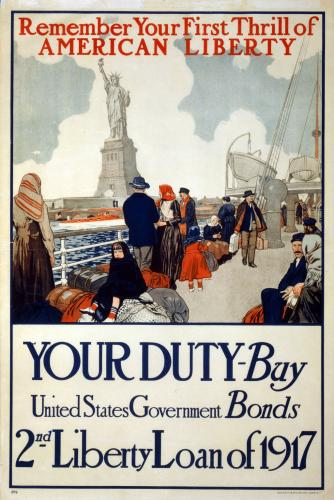 Remember Your First Thrill of
AMERICAN LIBERTY
YOUR DUTY-Buy
United States Government Bonds
2nd Liberty Loan of 1917